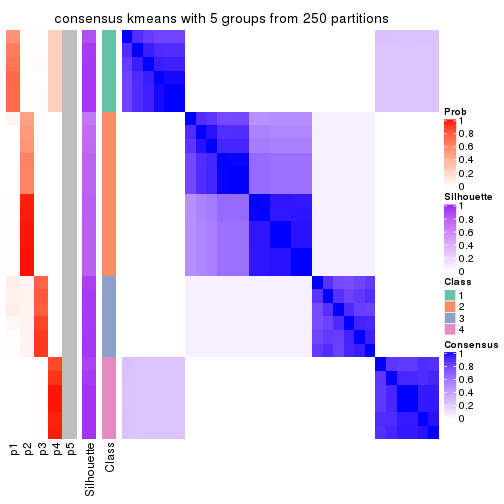 consensus kmeans with 5 groups from 250 partitions
Prob
1
0.8
0.6
0.4
0.2
0
Silhouette
1
0.8
0.6
0.4
0.2
0
Class
1
2
3
4
Consensus
1
0.8
0.6
0.4
0.2
0
p1
p2
p3
p4
p5
Silhouette
Class